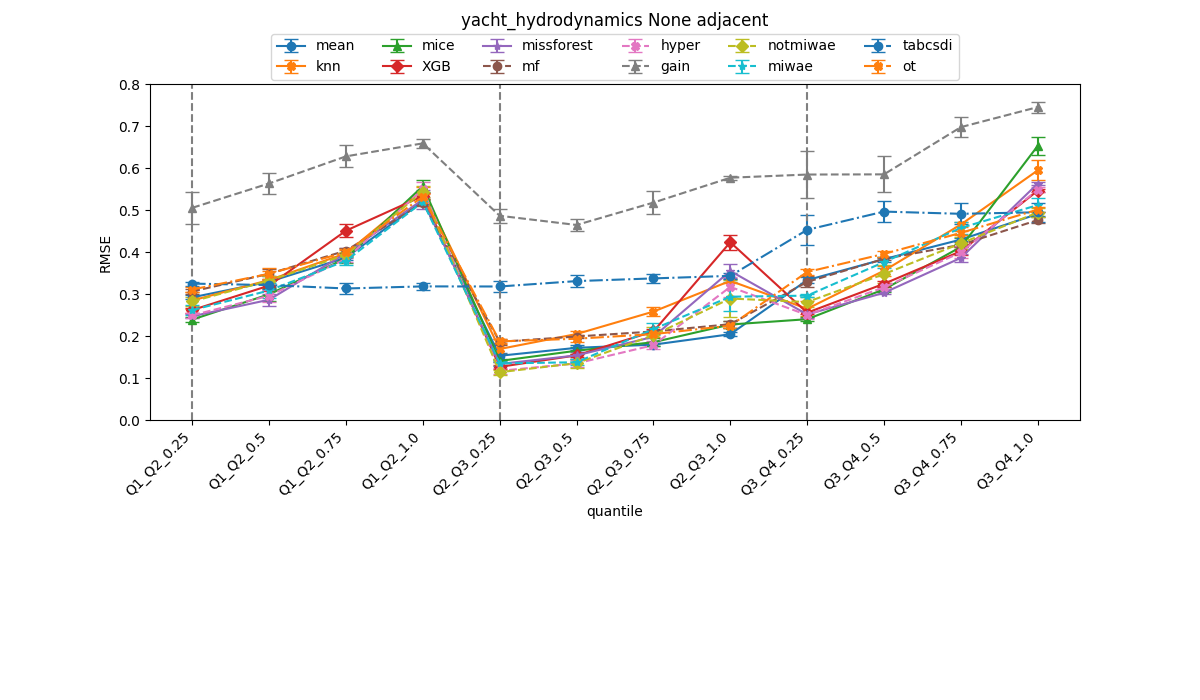 yacht_hydrodynamics None adjacent
mean mice missforest hyper notmiwae tabcsdi
knn XGB mf gain miwae ot
0.8
0.7
0.6
0.5
0.4
0.3
0.2
0.1
0.0
RMSE
Q1_Q2_0.25 Q1_Q2_0.5 Q1_Q2_0.75 Q1_Q2_1.0 Q2_Q3_0.25 Q2_Q3_0.5 Q2_Q3_0.75 Q2_Q3_1.0 Q3_Q4_0.25 Q3_Q4_0.5 Q3_Q4_0.75 Q3_Q4_1.0
quantile